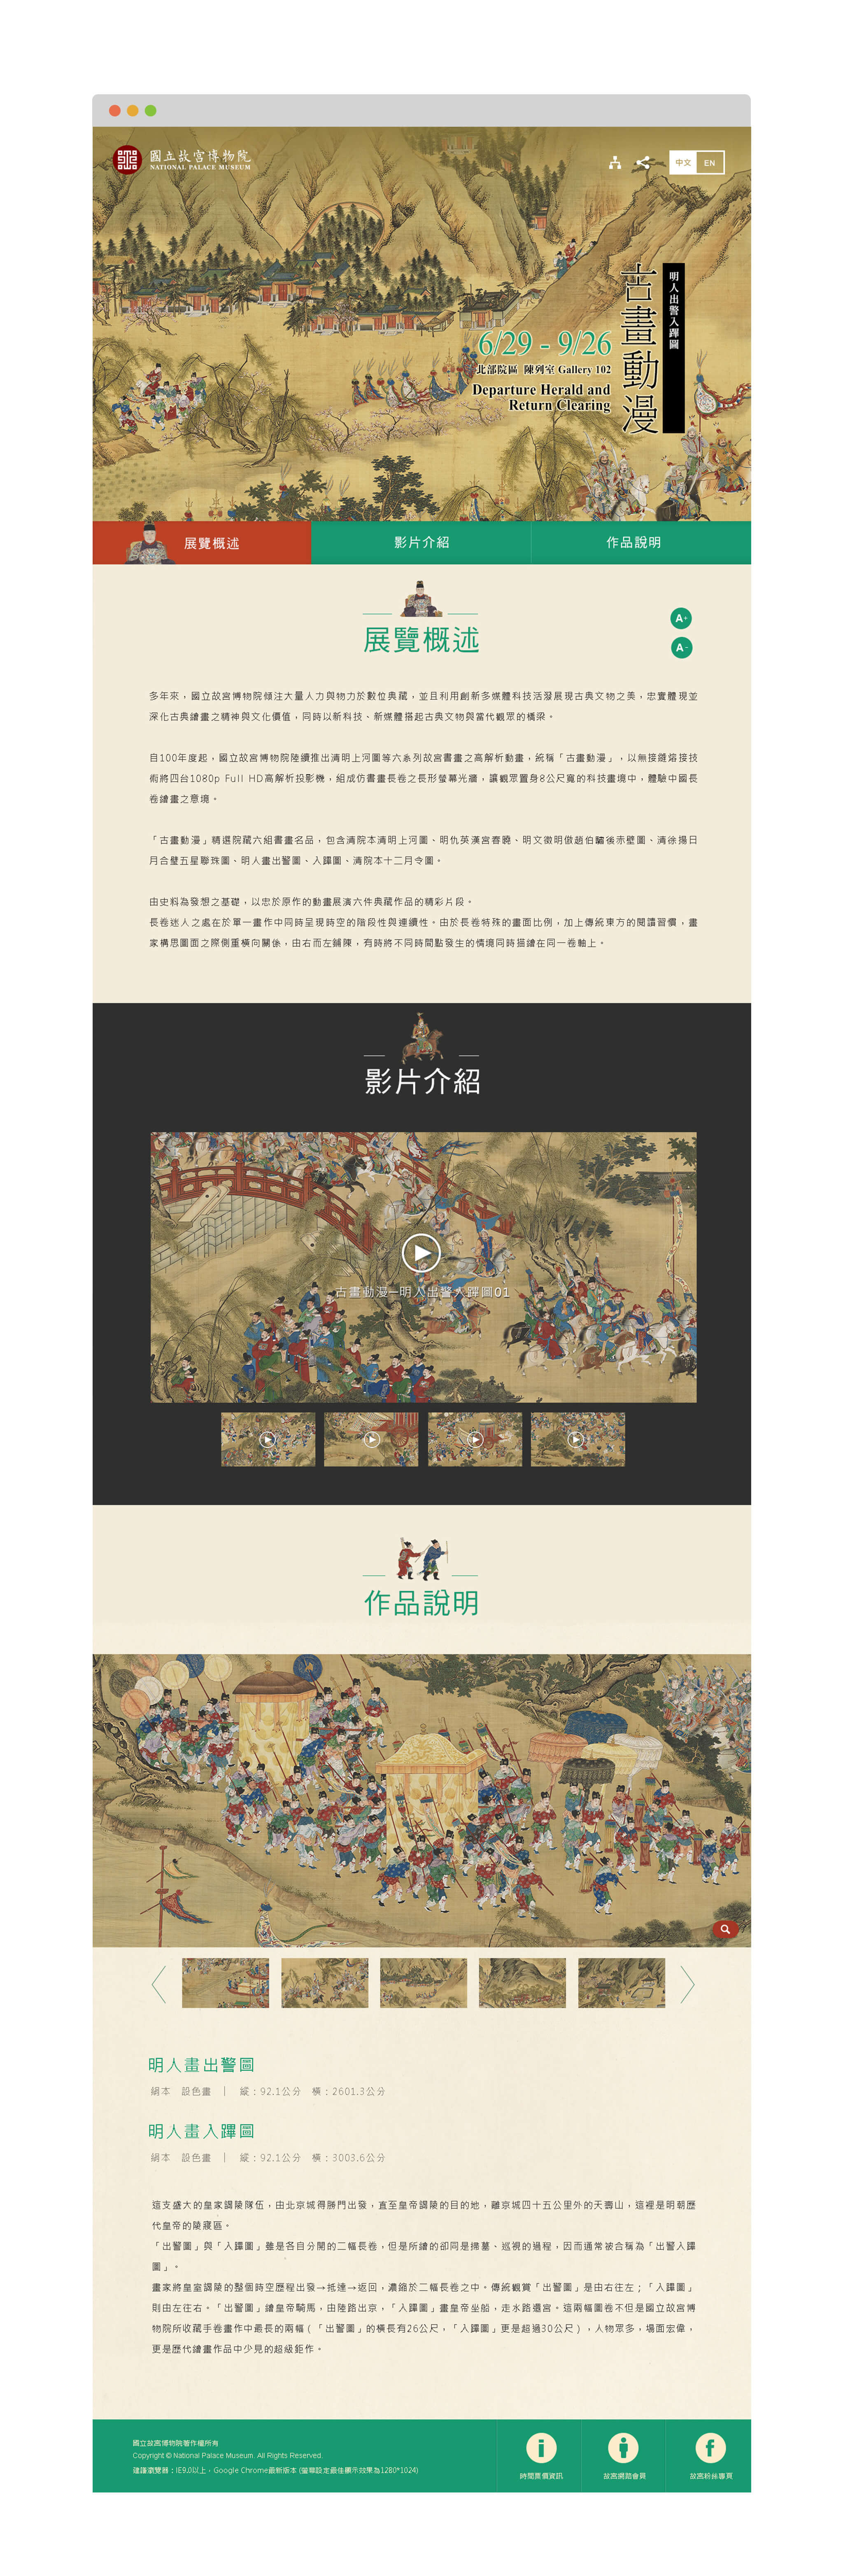 國立故宮博物院
NATIONAL PALACE MUSEUM
中文 EN
古畫動漫
明人出警入蹕圖
6/29 - 9/26
北部院區 陳列室 Gallery 102
Departure Herald and
Return Clearing
展覽概述 影片介紹 作品說明
展覽概述
A+
A-
多年來，國立故宮博物院傾注大量人力與物力於數位典藏，並且利用創新多媒體科技活潑展現古典文物之美，忠實體現並
深化古典繪畫之精神與文化價值，同時以新科技、新媒體搭起古典文物與當代觀眾的橋梁。
自100年度起，國立故宮博物院陸續推出清明上河圖等六系列故宮書畫之高解析動畫，統稱「古畫動漫」，以無接縫熔接技
術將四台1080p Full HD高解析投影機，組成仿書畫長卷之長形螢幕光牆，讓觀眾置身8公尺寬的科技畫境中，體驗中國長
卷繪畫之意境。
「古畫動漫」精選院藏六組書畫名品，包含清院本清明上河圖、明仇英漢宮春曉、明文徵明倣趙伯驌後赤壁圖、清徐揚日
月合璧五星聯珠圖、明人畫出警圖、入蹕圖、清院本十二月令圖。
由史料為發想之基礎，以忠於原作的動畫展演六件典藏作品的精彩片段。
長卷迷人之處在於單一畫作中同時呈現時空的階段性與連續性。由於長卷特殊的畫面比例，加上傳統東方的閱讀習慣，畫
家構思圖面之際側重橫向關係，由右而左鋪陳，有時將不同時間點發生的情境同時描繪在同一卷軸上。
影片介紹
古畫動漫—明人出警入蹕圖01
作品說明
明人畫出警圖
絹本 設色畫 | 縱：92.1公分 橫：2601.3公分
明人畫入蹕圖
絹本 設色畫 | 縱：92.1公分 橫：3003.6公分
這支盛大的皇家謁陵隊伍，由北京城得勝門出發，直至皇帝謁陵的目的地，離京城四十五公里外的天壽山，這裡是明朝歷
代皇帝的陵寢區。
「出警圖」與「入蹕圖」雖是各自分開的二幅長卷，但是所繪的卻同是掃墓、巡視的過程，因而通常被合稱為「出警入蹕
圖」。
畫家將皇室謁陵的整個時空歷程出發→抵達→返回，濃縮於二幅長卷之中。傳統觀賞「出警圖」是由右往左；「入蹕圖」
則由左往右。「出警圖」繪皇帝騎馬，由陸路出京，「入蹕圖」畫皇帝坐船，走水路還宮。這兩幅圖卷不但是國立故宮博
物院所收藏手卷畫作中最長的兩幅（「出警圖」的橫長有26公尺，「入蹕圖」更是超過30公尺），人物眾多，場面宏偉，
更是歷代繪畫作品中少見的超級鉅作。
國立故宮博物院著作權所有
Copyright © National Palace Museum. All Rights Reserved.
建議瀏覽器：IE9.0以上，Google Chrome最新版本 (螢幕設定最佳顯示效果為1280*1024)
時間票價資訊 故宮網路會員 故宮粉絲專頁